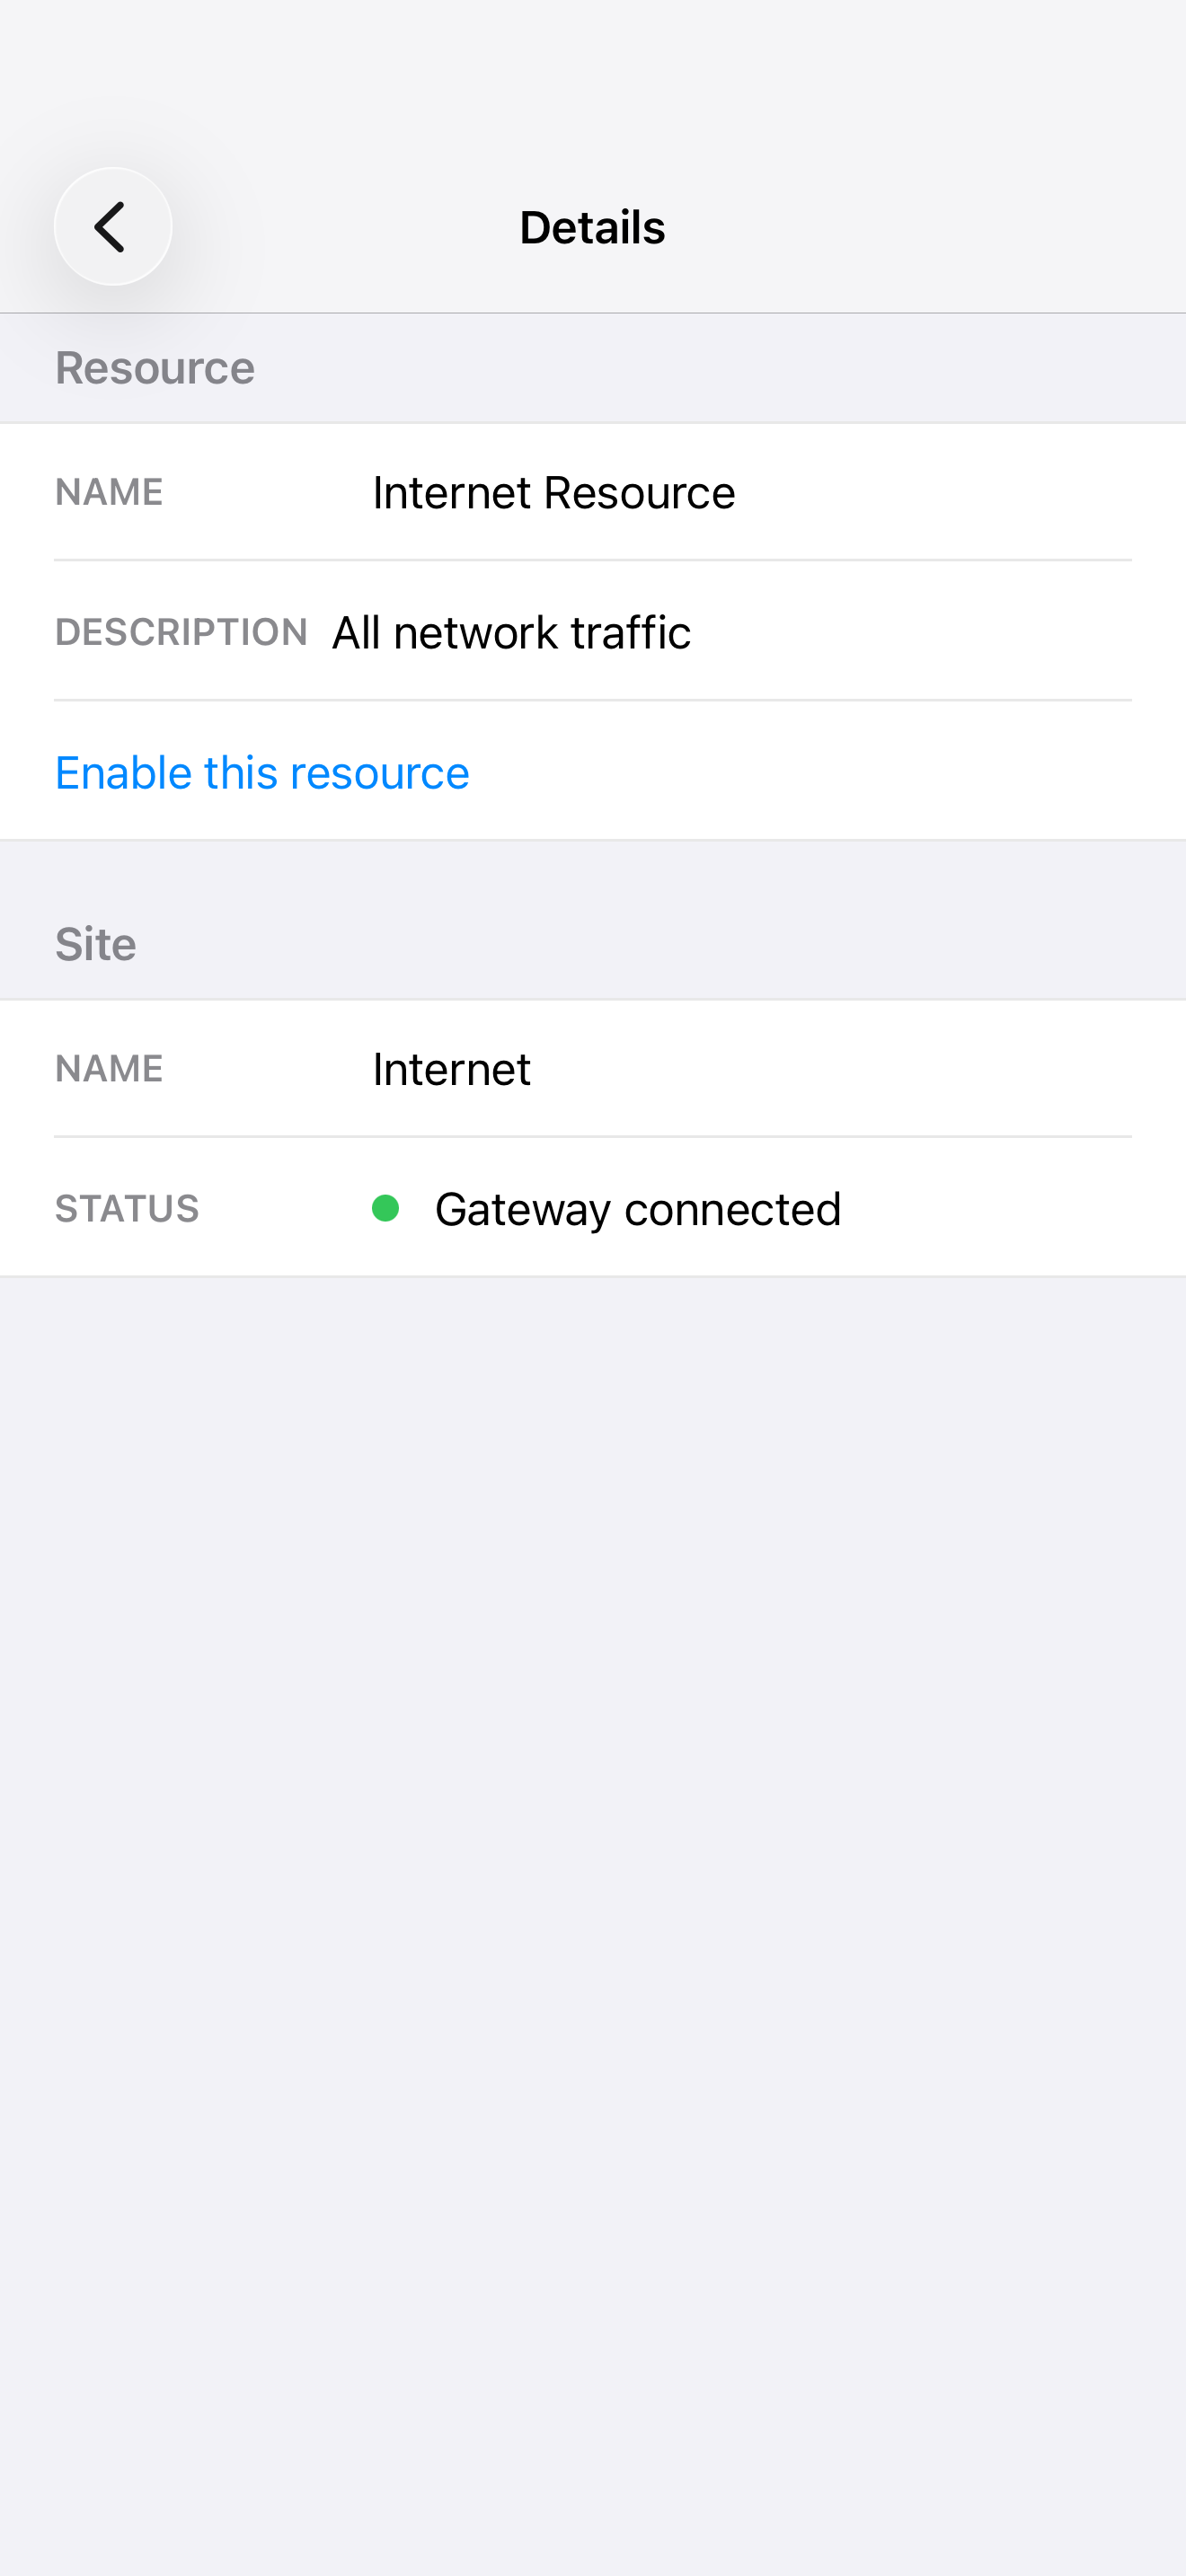 Details
Resource
NAME Internet Resource
DESCRIPTION All network traffic
Enable this resource
Site
NAME Internet
STATUS Gateway connected